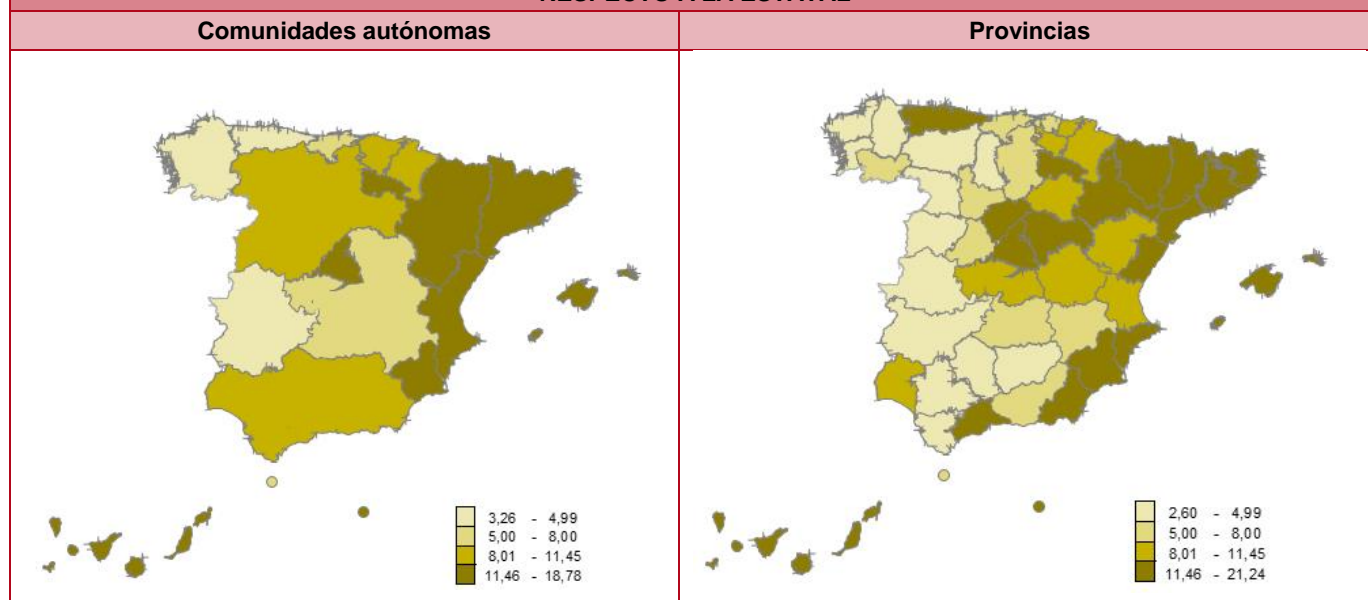 Comunidades autónomas
Provincias
3,26 - 4,99
5,00 - 8,00
8,01 - 11,45
11,46 - 18,78
2,60 - 4,99
5,00 - 8,00
8,01 - 11,45
11,46 - 21,24